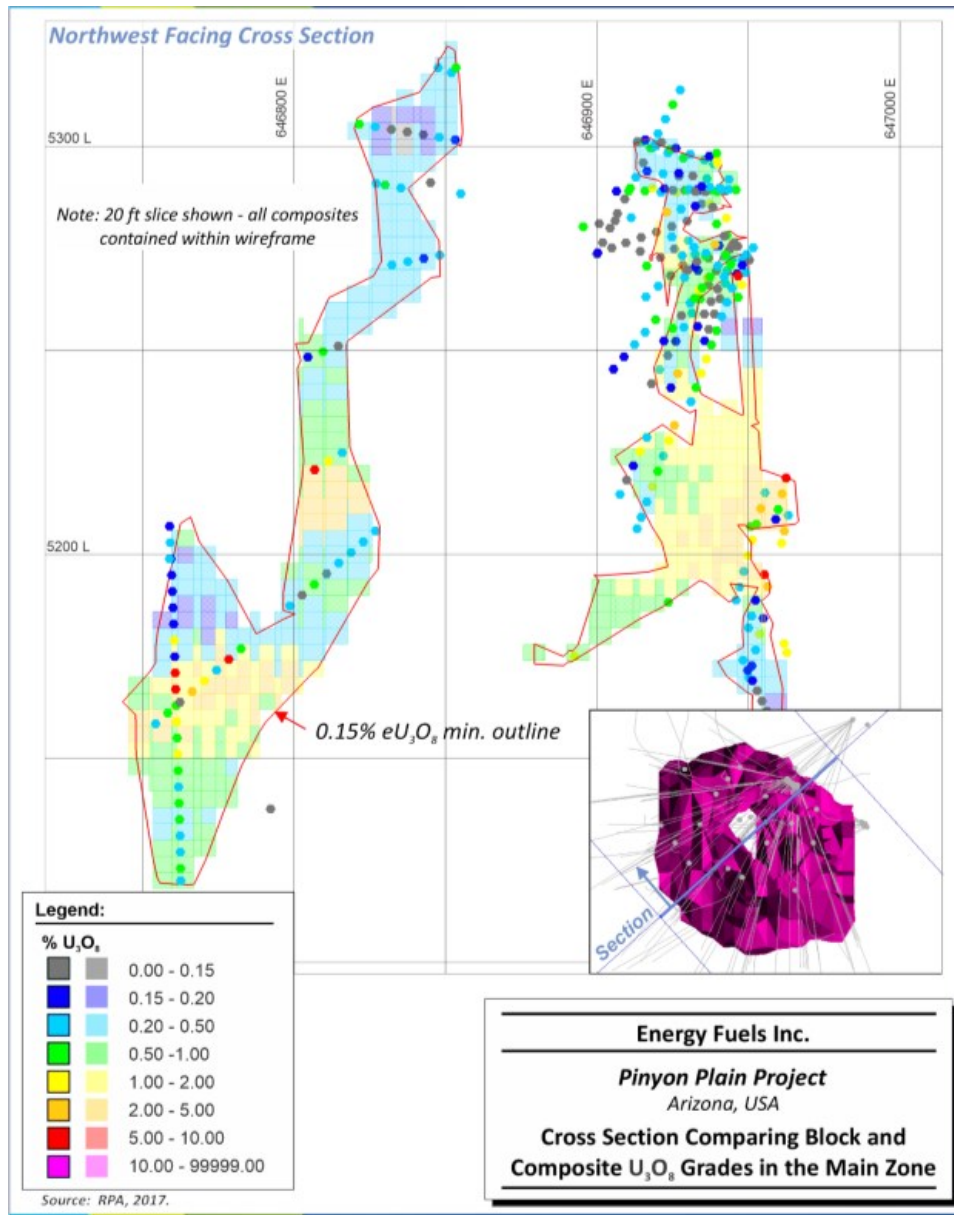 Northwest Facing Cross Section
646800 E
646900 E
647000 E
5300 L
Note: 20 ft slice shown - all composites
contained within wireframe
5200 L
0.15% eU₃O₈ min. outline
Section
Legend:
% U₃O₈
0.00 - 0.15
0.15 - 0.20
0.20 - 0.50
0.50 -1.00
1.00 - 2.00
2.00 - 5.00
5.00 - 10.00
10.00 - 99999.00
Source: RPA, 2017.
Energy Fuels Inc.
Pinyon Plain Project
Arizona, USA
Cross Section Comparing Block and
Composite U₃O₈ Grades in the Main Zone